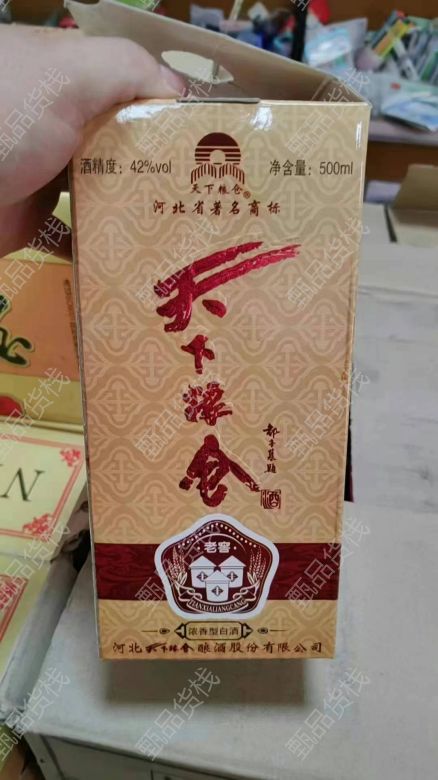 酒精度：42%vol
天下粮仓®
净含量：500ml
河北省著名商标
天下粮仓
酒
老窖
TIANXIALIANGCANG
浓香型白酒
河北天下粮仓酿酒股份有限公司
甄品货栈